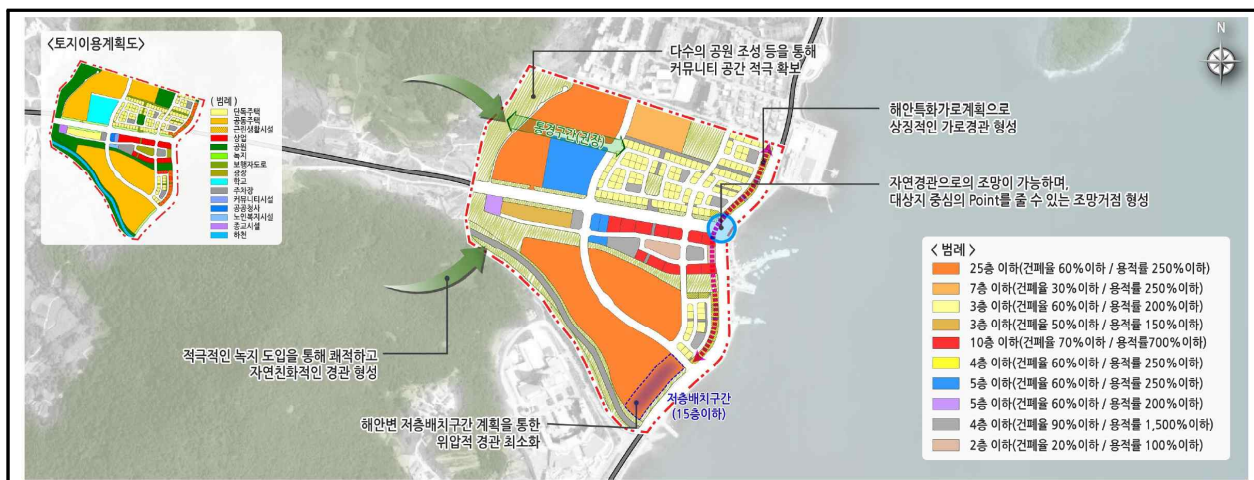 <토지이용계획도>
( 범례 )
단독주택
공동주택
근린생활시설
상업
공원
녹지
보행자도로
광장
학교
주차장
커뮤니티시설
공공청사
노인복지시설
종교시설
하천
다수의 공원 조성 등을 통해
커뮤니티 공간 적극 확보
통경구간(권장)
N
해안특화가로계획으로
상징적인 가로경관 형성
자연경관으로의 조망이 가능하며,
대상지 중심의 Point를 줄 수 있는 조망거점 형성
적극적인 녹지 도입을 통해 쾌적하고
자연친화적인 경관 형성
해안변 저층배치구간 계획을 통한
위압적 경관 최소화
저층배치구간
(15층이하)
< 범례 >
25층 이하(건폐율 60%이하 / 용적률 250%이하)
7층 이하(건폐율 30%이하 / 용적률 250%이하)
3층 이하(건폐율 60%이하 / 용적률 200%이하)
3층 이하(건폐율 50%이하 / 용적률 150%이하)
10층 이하(건폐율 70%이하 / 용적률700%이하)
4층 이하(건폐율 60%이하 / 용적률 250%이하)
5층 이하(건폐율 60%이하 / 용적률 250%이하)
5층 이하(건폐율 60%이하 / 용적률 200%이하)
4층 이하(건폐율 90%이하 / 용적률 1,500%이하)
2층 이하(건폐율 20%이하 / 용적률 100%이하)